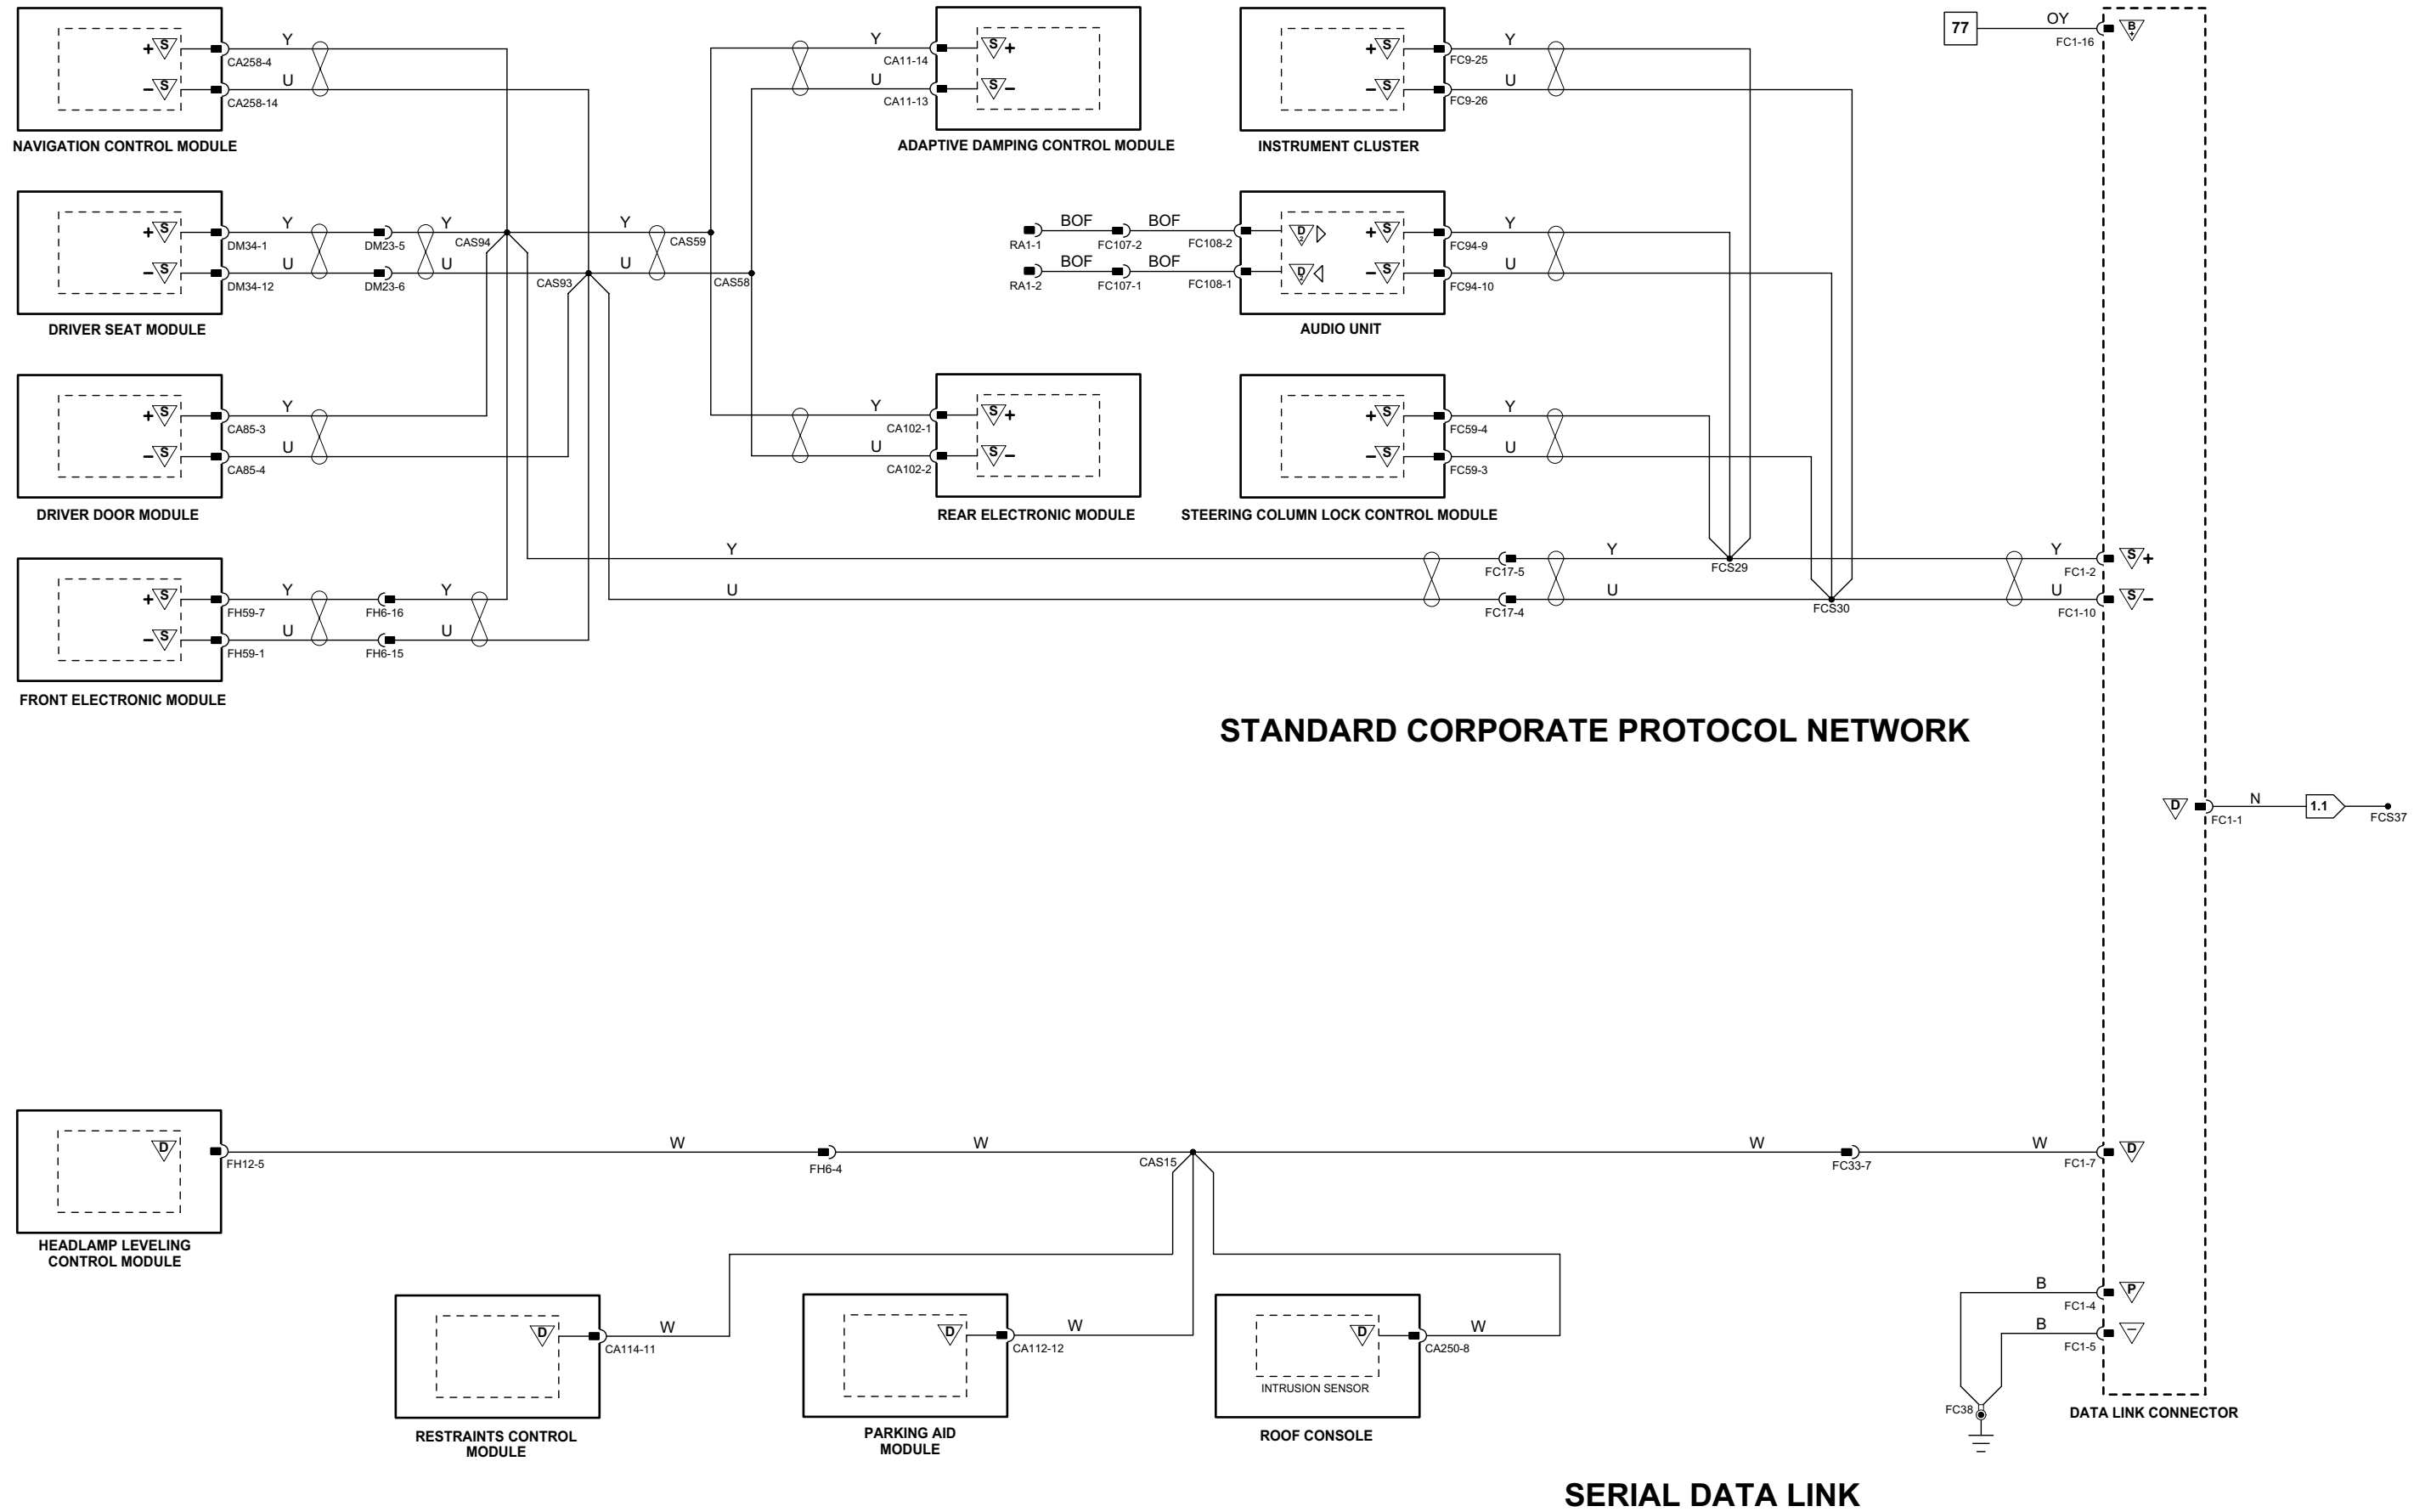 Y
+ S
CA258-4
U
− S
CA258-14
NAVIGATION CONTROL MODULE
Y
CA11-14
S +
U
CA11-13
S −
ADAPTIVE DAMPING CONTROL MODULE
+ S
Y
FC9-25
− S
U
FC9-26
INSTRUMENT CLUSTER
77
OY
FC1-16
B+
+ S
Y
Y
Y
DM34-1
DM23-5
CAS94
CAS59
− S
U
U
U
DM34-12
DM23-6
CAS93
CAS58
DRIVER SEAT MODULE
BOF
BOF
RA1-1
FC107-2
FC108-2
D2
BOF
BOF
RA1-2
FC107-1
FC108-1
D2
+ S
Y
FC94-9
− S
U
FC94-10
AUDIO UNIT
+ S
Y
CA85-3
− S
U
CA85-4
DRIVER DOOR MODULE
Y
CA102-1
S +
U
CA102-2
S −
REAR ELECTRONIC MODULE
+ S
Y
FC59-4
− S
U
FC59-3
STEERING COLUMN LOCK CONTROL MODULE
Y
Y
Y
FC17-5
FCS29
FC1-2
S +
U
U
U
FC17-4
FCS30
FC1-10
S −
+ S
Y
Y
FH59-7
FH6-16
− S
U
U
FH59-1
FH6-15
FRONT ELECTRONIC MODULE
STANDARD CORPORATE PROTOCOL NETWORK
D
FC1-1
N
1.1
FCS37
D
FH12-5
W
FH6-4
W
CAS15
W
FC33-7
W
FC1-7
D
HEADLAMP LEVELING
CONTROL MODULE
D
W
CA114-11
RESTRAINTS CONTROL
MODULE
D
W
CA112-12
PARKING AID
MODULE
D
W
CA250-8
INTRUSION SENSOR
ROOF CONSOLE
B
FC1-4
P
B
FC1-5
−
FC38
DATA LINK CONNECTOR
SERIAL DATA LINK